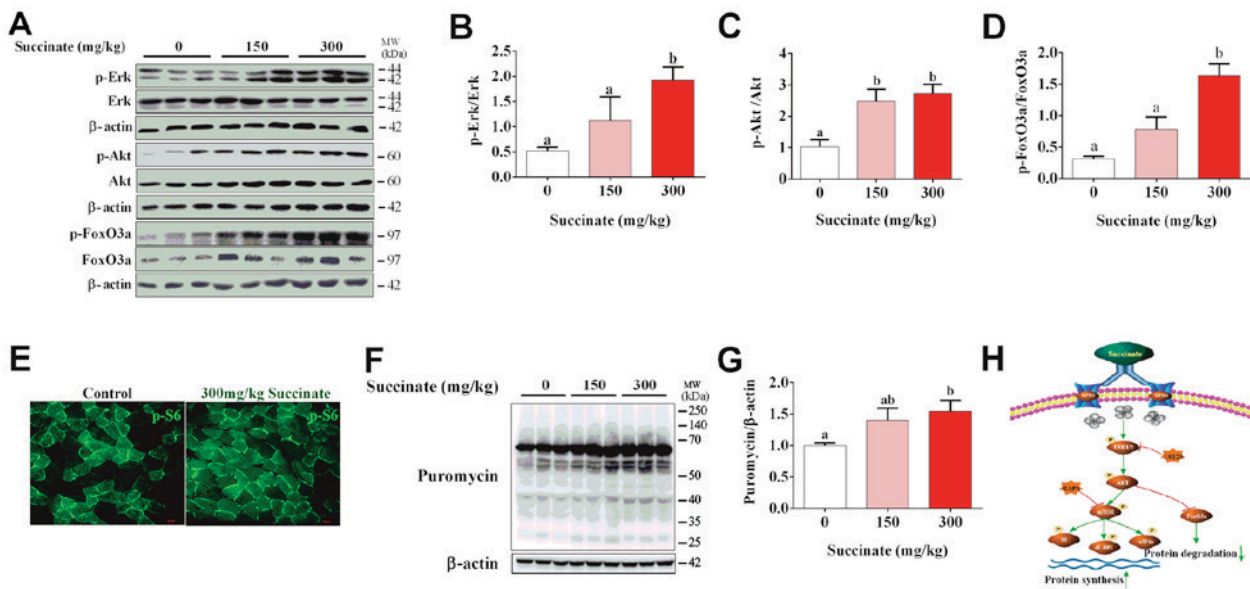 A
Succinate (mg/kg) 0 150 300 MW (kDa)
p-Erk 44
42
Erk 44
42
β-actin 42
p-Akt 60
Akt 60
β-actin 42
p-FoxO3a 97
FoxO3a 97
β-actin 42
B
p-Erk/Erk
2.5
2.0
1.5
1.0
0.5
0.0
a a b
0 150 300
Succinate (mg/kg)
C
p-Akt /Akt
4
3
2
1
0
a b b
0 150 300
Succinate (mg/kg)
D
p-FoxO3a/FoxO3a
2.0
1.5
1.0
0.5
0.0
a a b
0 150 300
Succinate (mg/kg)
E
Control 300mg/kg Succinate
p-S6 p-S6
F
Succinate (mg/kg) 0 150 300 MW (kDa)
Puromycin
250
140
70
50
40
35
25
β-actin 42
G
Puromycin/β-actin
2.0
1.5
1.0
0.5
0.0
a ab b
0 150 300
Succinate (mg/kg)
H
Succinate
AKT
mTOR
Protein degradation
Protein synthesis